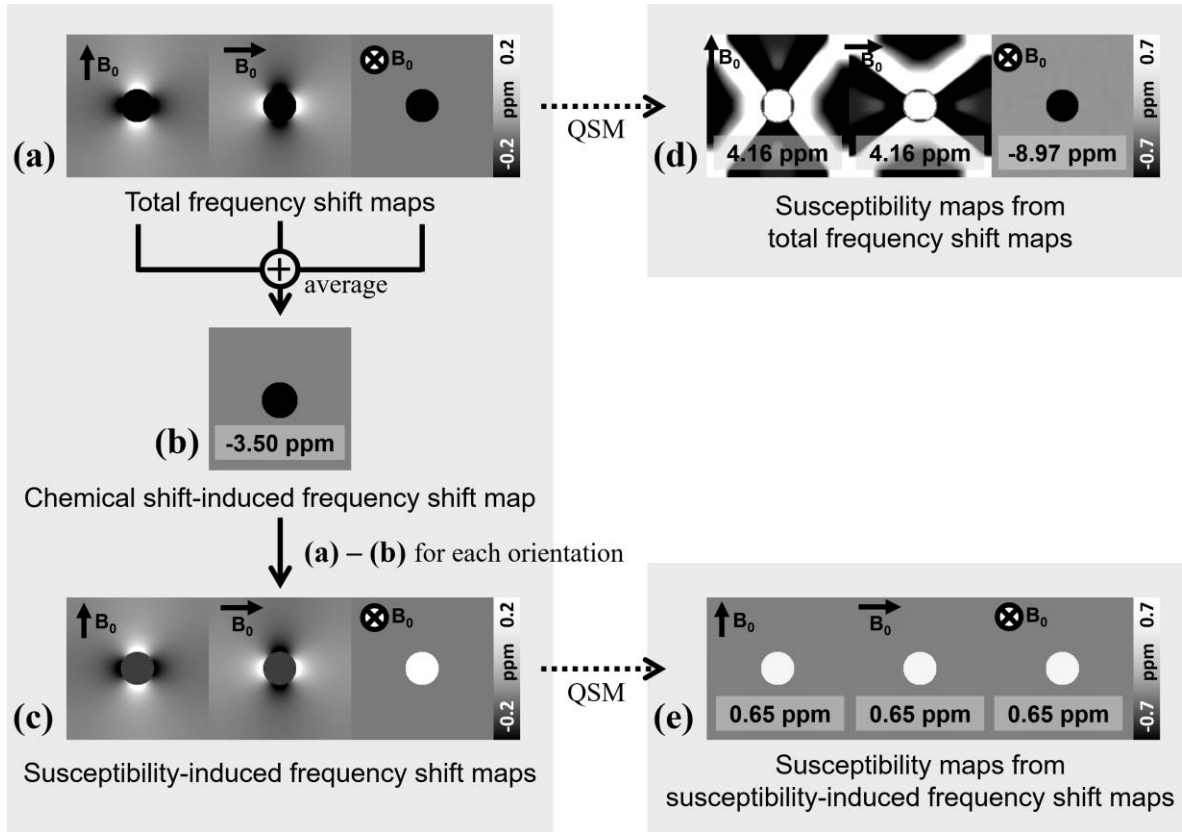 B0
B0
B0
0.2
ppm
-0.2
(a)
Total frequency shift maps
QSM
B0
B0
B0
0.7
ppm
-0.7
4.16 ppm
4.16 ppm
-8.97 ppm
(d)
Susceptibility maps from
total frequency shift maps
+
average
(b)
-3.50 ppm
Chemical shift-induced frequency shift map
(a) – (b) for each orientation
B0
B0
B0
0.2
ppm
-0.2
(c)
Susceptibility-induced frequency shift maps
QSM
B0
B0
B0
0.7
ppm
-0.7
0.65 ppm
0.65 ppm
0.65 ppm
(e)
Susceptibility maps from
susceptibility-induced frequency shift maps